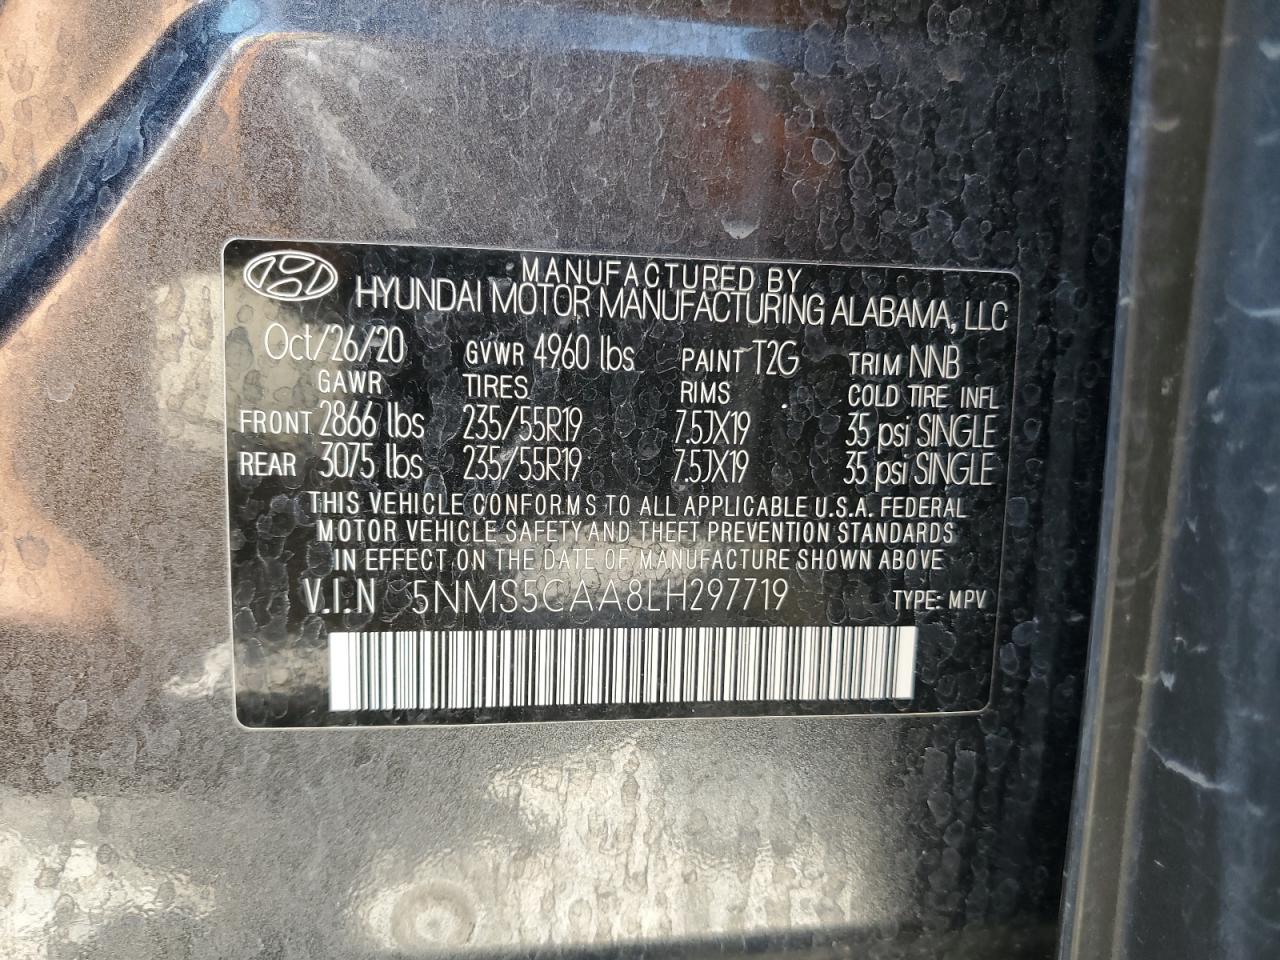 MANUFACTURED BY
HYUNDAI MOTOR MANUFACTURING ALABAMA, LLC
Oct/26/20 GVWR 4960 lbs PAINT T2G TRIM NNB
GAWR TIRES RIMS COLD TIRE INFL
FRONT 2866 lbs 235/55R19 7.5JX19 35 psi SINGLE
REAR 3075 lbs 235/55R19 7.5JX19 35 psi SINGLE
THIS VEHICLE CONFORMS TO ALL APPLICABLE U.S.A. FEDERAL
MOTOR VEHICLE SAFETY AND THEFT PREVENTION STANDARDS
IN EFFECT ON THE DATE OF MANUFACTURE SHOWN ABOVE
V.I.N 5NMS5CAA8LH297719 TYPE: MPV